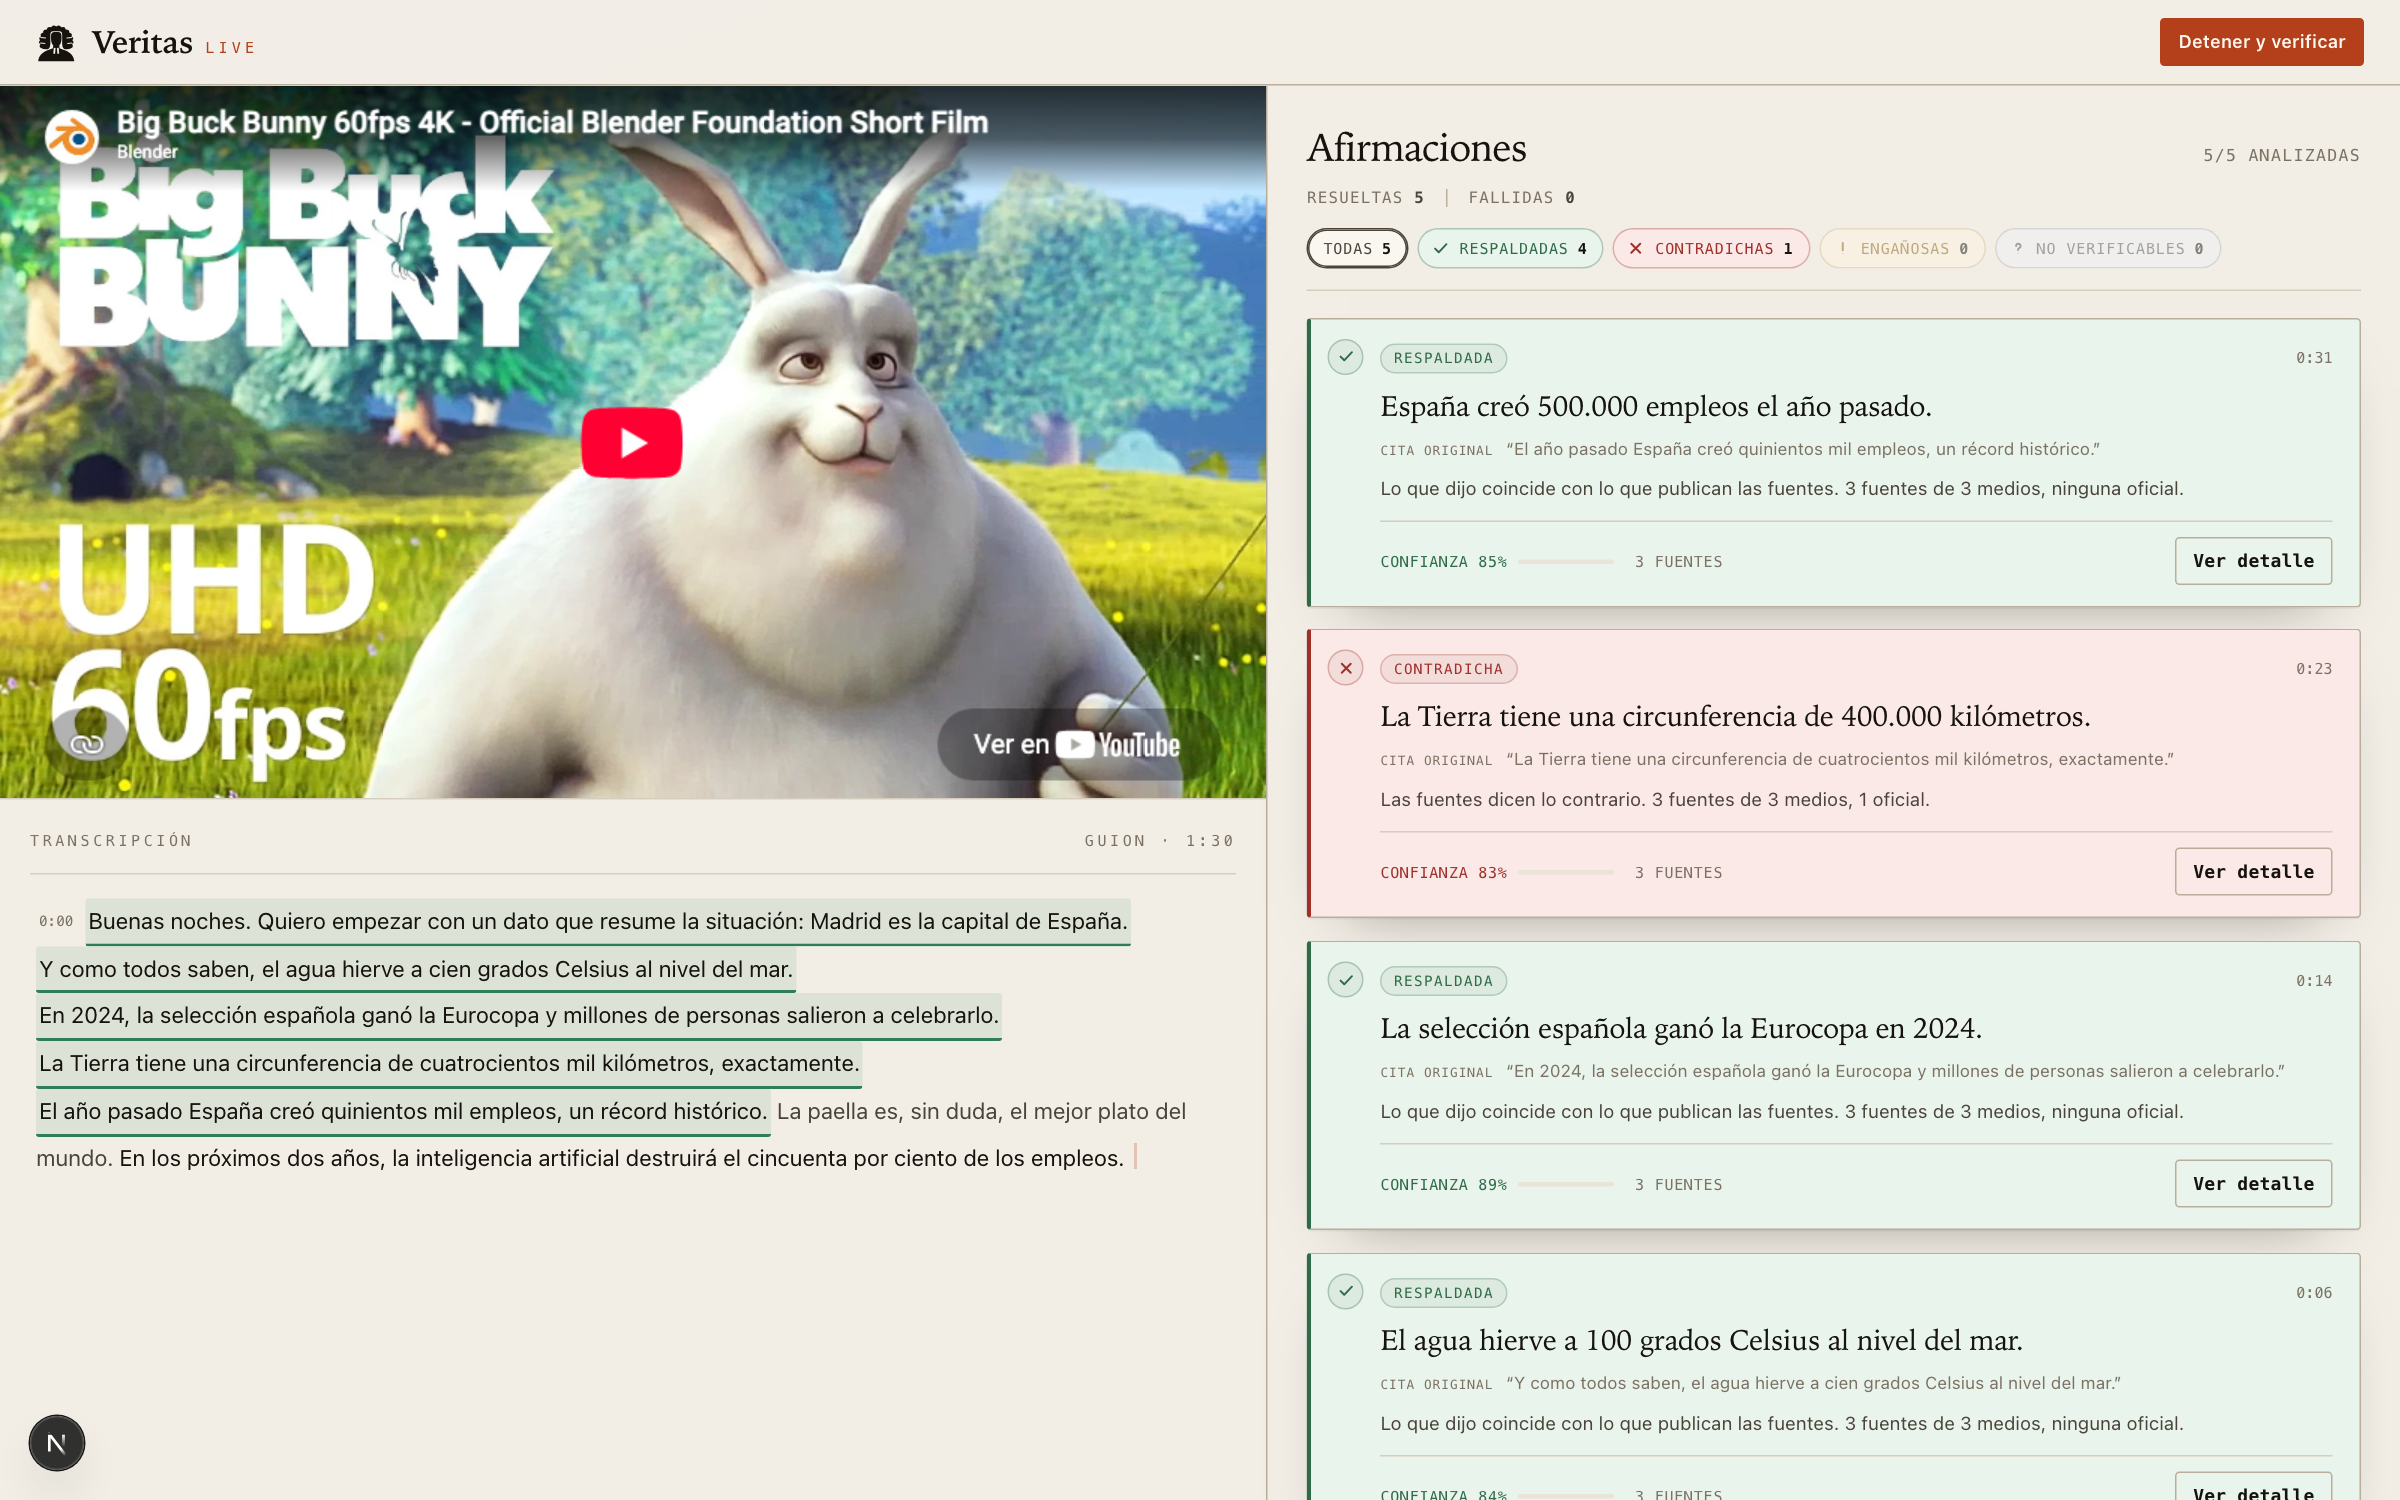 Veritas LIVE
Detener y verificar
Big Buck Bunny 60fps 4K - Official Blender Foundation Short Film
Blender
Big Buck
BUNNY
UHD
60fps
Ver en YouTube
TRANSCRIPCIÓN
GUION · 1:30
0:00 Buenas noches. Quiero empezar con un dato que resume la situación: Madrid es la capital de España.
Y como todos saben, el agua hierve a cien grados Celsius al nivel del mar.
En 2024, la selección española ganó la Eurocopa y millones de personas salieron a celebrarlo.
La Tierra tiene una circunferencia de cuatrocientos mil kilómetros, exactamente.
El año pasado España creó quinientos mil empleos, un récord histórico. La paella es, sin duda, el mejor plato del
mundo. En los próximos dos años, la inteligencia artificial destruirá el cincuenta por ciento de los empleos.
N
Afirmaciones
5/5 ANALIZADAS
RESUELTAS 5 | FALLIDAS 0
TODAS 5
✓ RESPALDADAS 4
✕ CONTRADICHAS 1
! ENGAÑOSAS 0
? NO VERIFICABLES 0
RESPALDADA
0:31
España creó 500.000 empleos el año pasado.
CITA ORIGINAL “El año pasado España creó quinientos mil empleos, un récord histórico.”
Lo que dijo coincide con lo que publican las fuentes. 3 fuentes de 3 medios, ninguna oficial.
CONFIANZA 85%
3 FUENTES
Ver detalle
CONTRADICHA
0:23
La Tierra tiene una circunferencia de 400.000 kilómetros.
CITA ORIGINAL “La Tierra tiene una circunferencia de cuatrocientos mil kilómetros, exactamente.”
Las fuentes dicen lo contrario. 3 fuentes de 3 medios, 1 oficial.
CONFIANZA 83%
3 FUENTES
Ver detalle
RESPALDADA
0:14
La selección española ganó la Eurocopa en 2024.
CITA ORIGINAL “En 2024, la selección española ganó la Eurocopa y millones de personas salieron a celebrarlo.”
Lo que dijo coincide con lo que publican las fuentes. 3 fuentes de 3 medios, ninguna oficial.
CONFIANZA 89%
3 FUENTES
Ver detalle
RESPALDADA
0:06
El agua hierve a 100 grados Celsius al nivel del mar.
CITA ORIGINAL “Y como todos saben, el agua hierve a cien grados Celsius al nivel del mar.”
Lo que dijo coincide con lo que publican las fuentes. 3 fuentes de 3 medios, ninguna oficial.
CONFIANZA 84%
3 FUENTES
Ver detalle